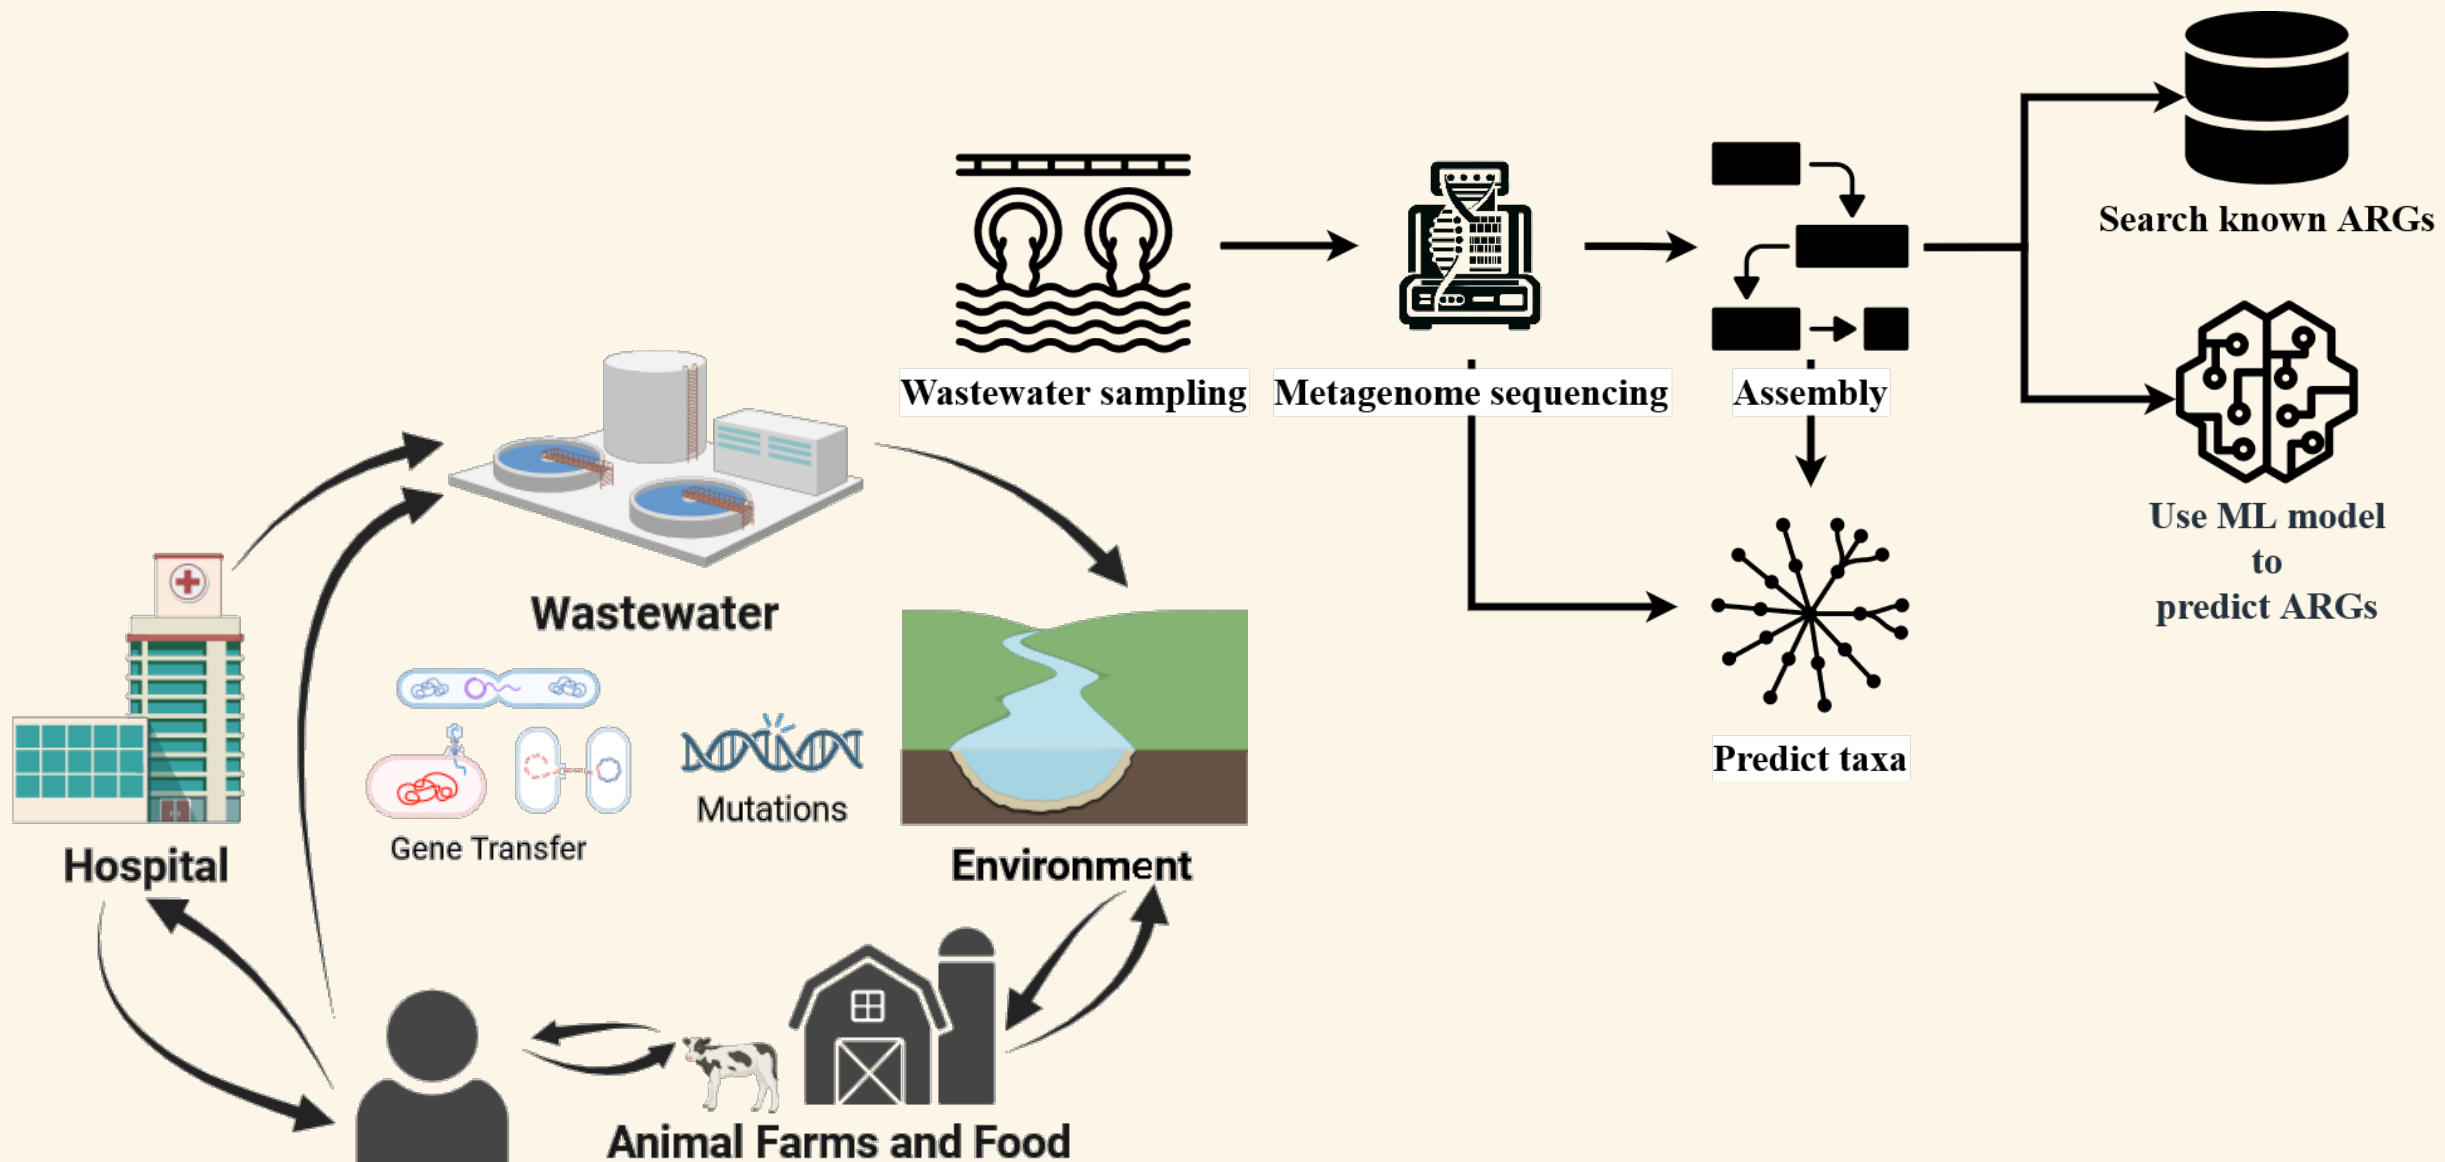 Search known ARGs
Wastewater sampling
Metagenome sequencing
Assembly
Use ML model
to
predict ARGs
Wastewater
Predict taxa
Mutations
Gene Transfer
Hospital
Environment
Animal Farms and Food